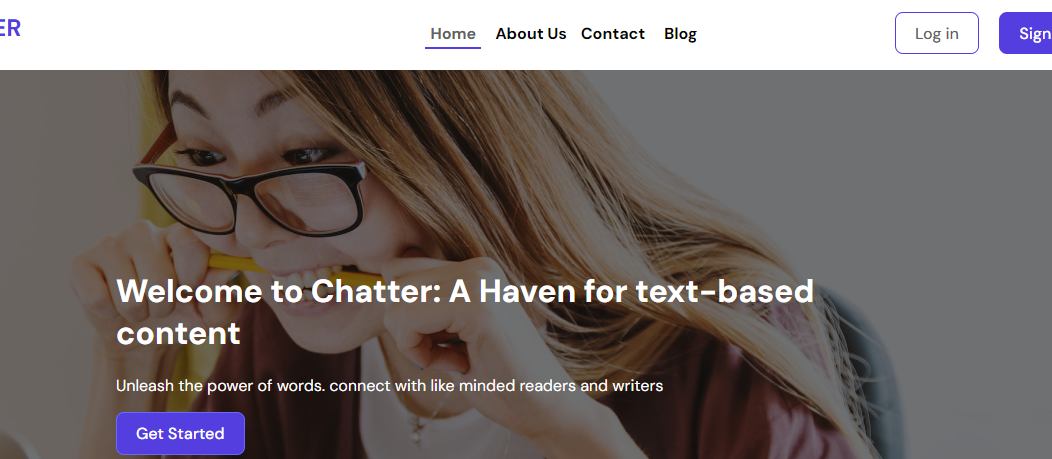 ER
Home About Us Contact Blog Log in Sign
Welcome to Chatter: A Haven for text-based
content
Unleash the power of words. connect with like minded readers and writers
Get Started